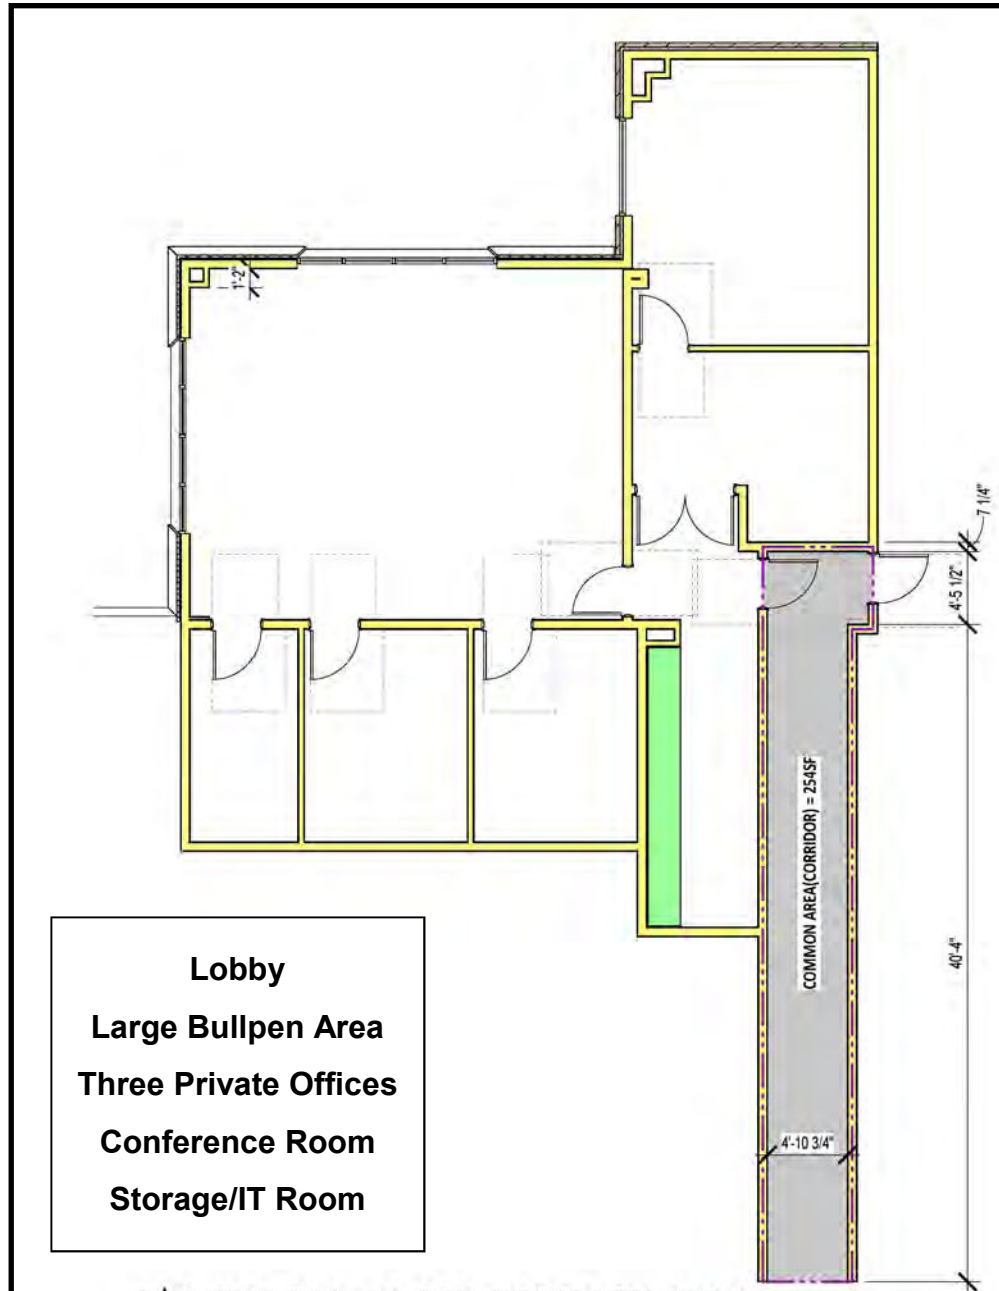 1'-2"
7 1/4"
4'-5 1/2"
COMMON AREA(CORRIDOR) = 254SF
40'-4"
4'-10 3/4"
Lobby
Large Bullpen Area
Three Private Offices
Conference Room
Storage/IT Room